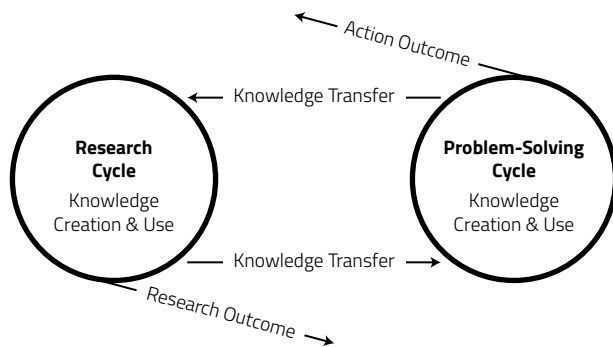 Action Outcome
Knowledge Transfer
Research
Cycle
Knowledge
Creation & Use
Problem-Solving
Cycle
Knowledge
Creation & Use
Knowledge Transfer
Research Outcome